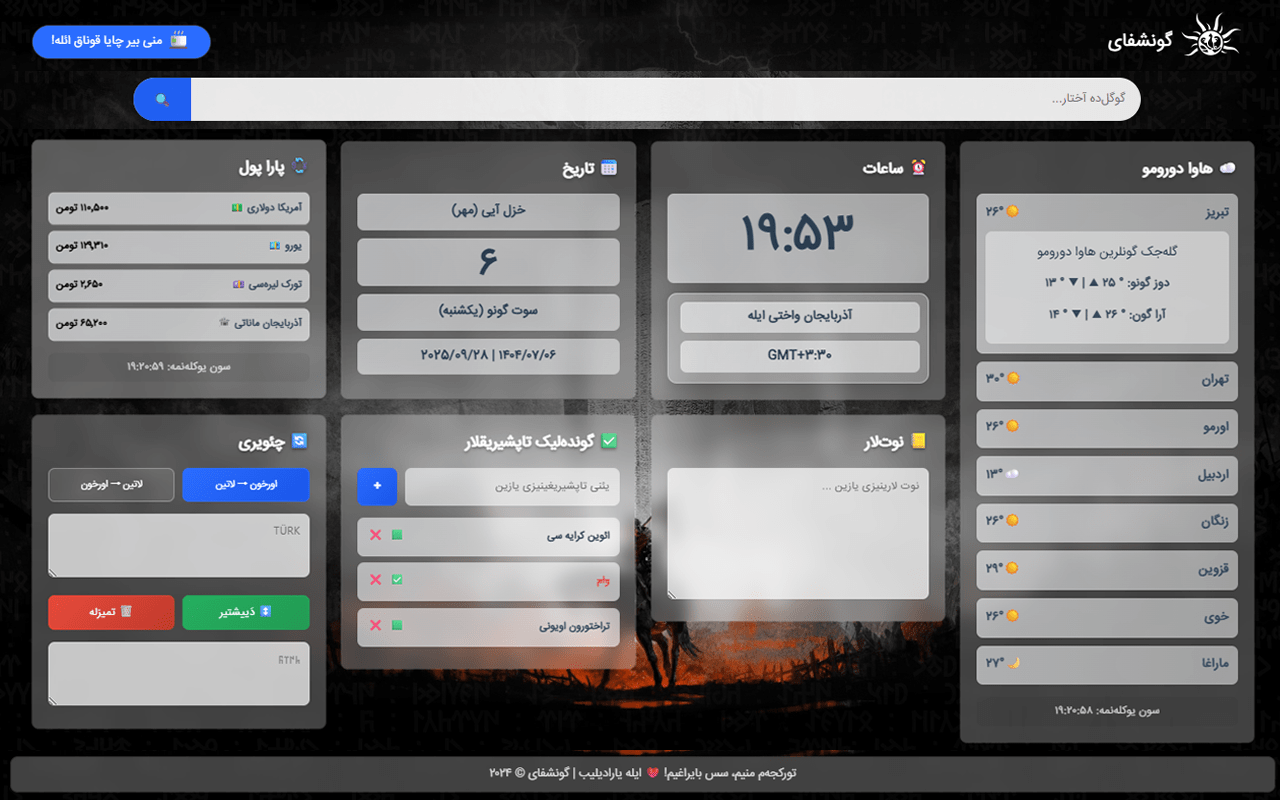 گونشفای
منی بیر چایا قوناق ائله!
گوگل‌ده آختار...
هاوا دورومو
تبریز
۲۶°
گله‌جک گونلرین هاوا دورومو
دوز گونو: ° ۲۵ ▲ | ▼ ° ۱۳
آرا گون: ° ۲۶ ▲ | ▼ ° ۱۴
تهران
۳۰°
اورمو
۲۶°
اردبیل
۱۳°
زنگان
۲۶°
قزوین
۲۹°
خوی
۲۶°
ماراغا
۲۷°
سون یوکله‌نمه: ۱۹:۲۰:۵۸
ساعات
۱۹:۵۳
آذربایجان واختی ایله
GMT+۳:۳۰
تاریخ
خزل آیی (مهر)
۶
سوت گونو (یکشنبه)
۱۴۰۴/۰۷/۰۶ | ۲۰۲۵/۰۹/۲۸
پارا پول
آمریکا دولاری
۱۱۰,۵۰۰ تومن
یورو
۱۲۹,۳۱۰ تومن
تورک لیره‌سی
۲,۶۵۰ تومن
آذربایجان ماناتی
۶۵,۲۰۰ تومن
سون یوکله‌نمه: ۱۹:۲۰:۵۹
نوت‌لار
نوت لارینیزی یازین ...
گونده‌لیک تاپشیریقلار
یئنی تاپشیریغینیزی یازین
+
ائوین کرایه سی
وام
تراختورون اویونی
چئویری
اورخون → لاتین
لاتین → اورخون
TÜRK
دَییشتیر
تمیزله
تورکجه‌م منیم، سس بایراغیم! ایله یارادیلیب | گونشفای © ۲۰۲۴